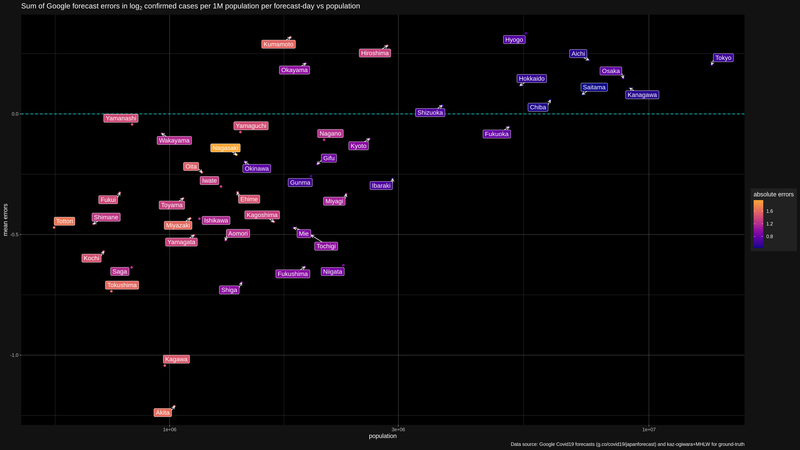 Sum of Google forecast errors in log2 confirmed cases per 1M population per forecast-day vs population
Hyogo
Kumamoto
Hiroshima
Aichi
Tokyo
Okayama
Osaka
Hokkaido
Saitama
Kanagawa
Chiba
Shizuoka
0.0
Yamanashi
Yamaguchi
Nagano
Fukuoka
Wakayama
Kyoto
Nagasaki
Gifu
Oita
Okinawa
Iwate
Gunma
Ibaraki
absolute errors
1.6
1.2
0.8
Fukui
Ehime
Miyagi
Toyama
mean errors
Shimane
Kagoshima
Tottori
Ishikawa
Miyazaki
-0.5
Aomori
Mie
Yamagata
Tochigi
Kochi
Saga
Fukushima
Niigata
Tokushima
Shiga
-1.0
Kagawa
Akita
1e+06
3e+06
1e+07
population
Data source: Google Covid19 forecasts (g.co/covid19/japanforecast) and kaz-ogiwara+MHLW for ground-truth